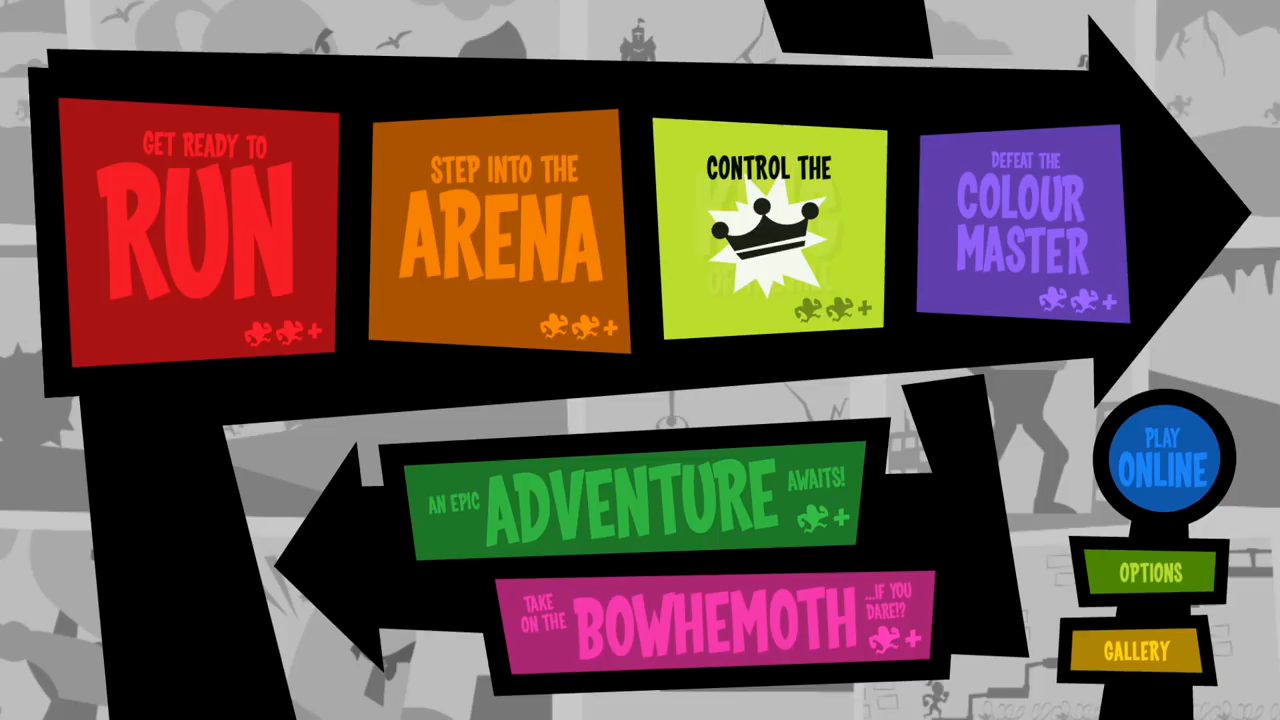 GET READY TO
RUN
STEP INTO THE
ARENA
CONTROL THE
DEFEAT THE
COLOUR
MASTER
AN EPIC ADVENTURE AWAITS!
TAKE
ON THE
BOWHEMOTH
...IF YOU
DARE!?
PLAY
ONLINE
OPTIONS
GALLERY